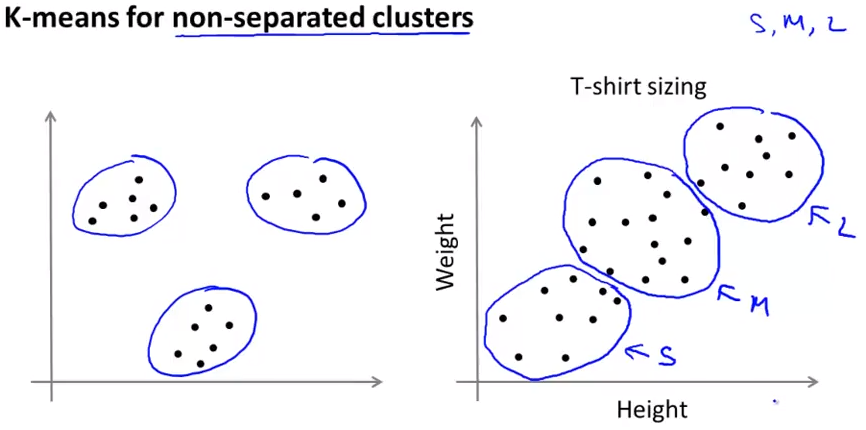 K-means for non-separated clusters
S, M, L
T-shirt sizing
Weight
L
M
S
Height